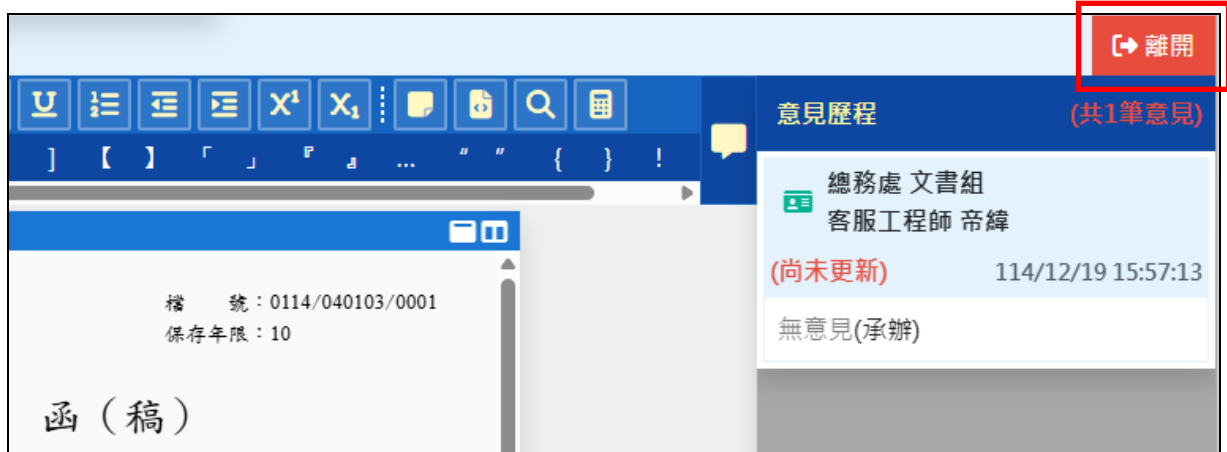 離開
U X¹ X₁
] 【 】 「 」 『 』 … " " { } !
意見歷程 (共1筆意見)
總務處 文書組
客服工程師 帝緯
(尚未更新) 114/12/19 15:57:13
無意見(承辦)
檔 號：0114/040103/0001
保存年限：10
函（稿）